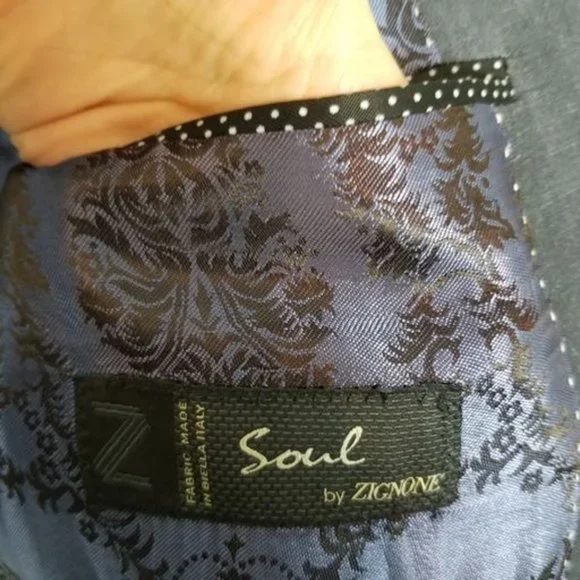 Z
FABRIC MADE
IN BIELLA ITALY
Soul
by ZIGNONE